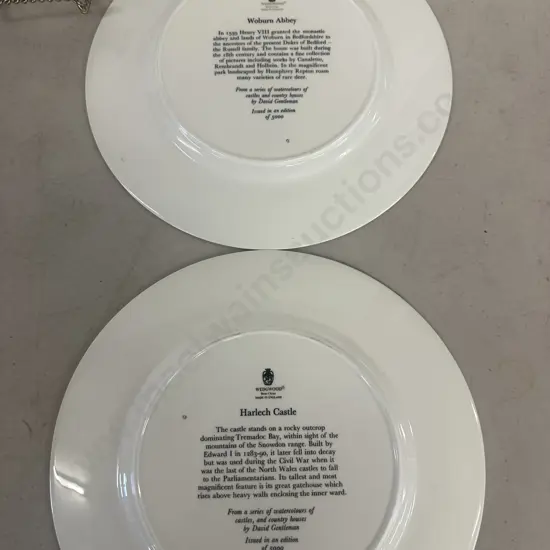 Woburn Abbey
In 1539 Henry VIII granted the monastic
abbey and lands of Woburn in Bedfordshire to
the ancestors of the present Dukes of Bedford –
the Russell family. The house was built during
the 18th century and contains a fine collection
of pictures including works by Canaletto,
Rembrandt and Holbein. In the magnificent
park landscaped by Humphrey Repton roam
many varieties of rare deer.
From a series of watercolours of
castles and country houses
by David Gentleman
Issued in an edition
of 5000
WEDGWOOD
Bone China
MADE IN ENGLAND
Harlech Castle
The castle stands on a rocky outcrop
dominating Tremadoc Bay, within sight of the
mountains of the Snowdon range. Built by
Edward I in 1283-90, it later fell into decay
but was used during the Civil War when it
was the last of the North Wales castles to fall
to the Parliamentarians. Its tallest and most
magnificent feature is its great gatehouse which
rises above heavy walls enclosing the inner ward.
From a series of watercolours of
castles, and country houses
by David Gentleman
Issued in an edition
of 5000